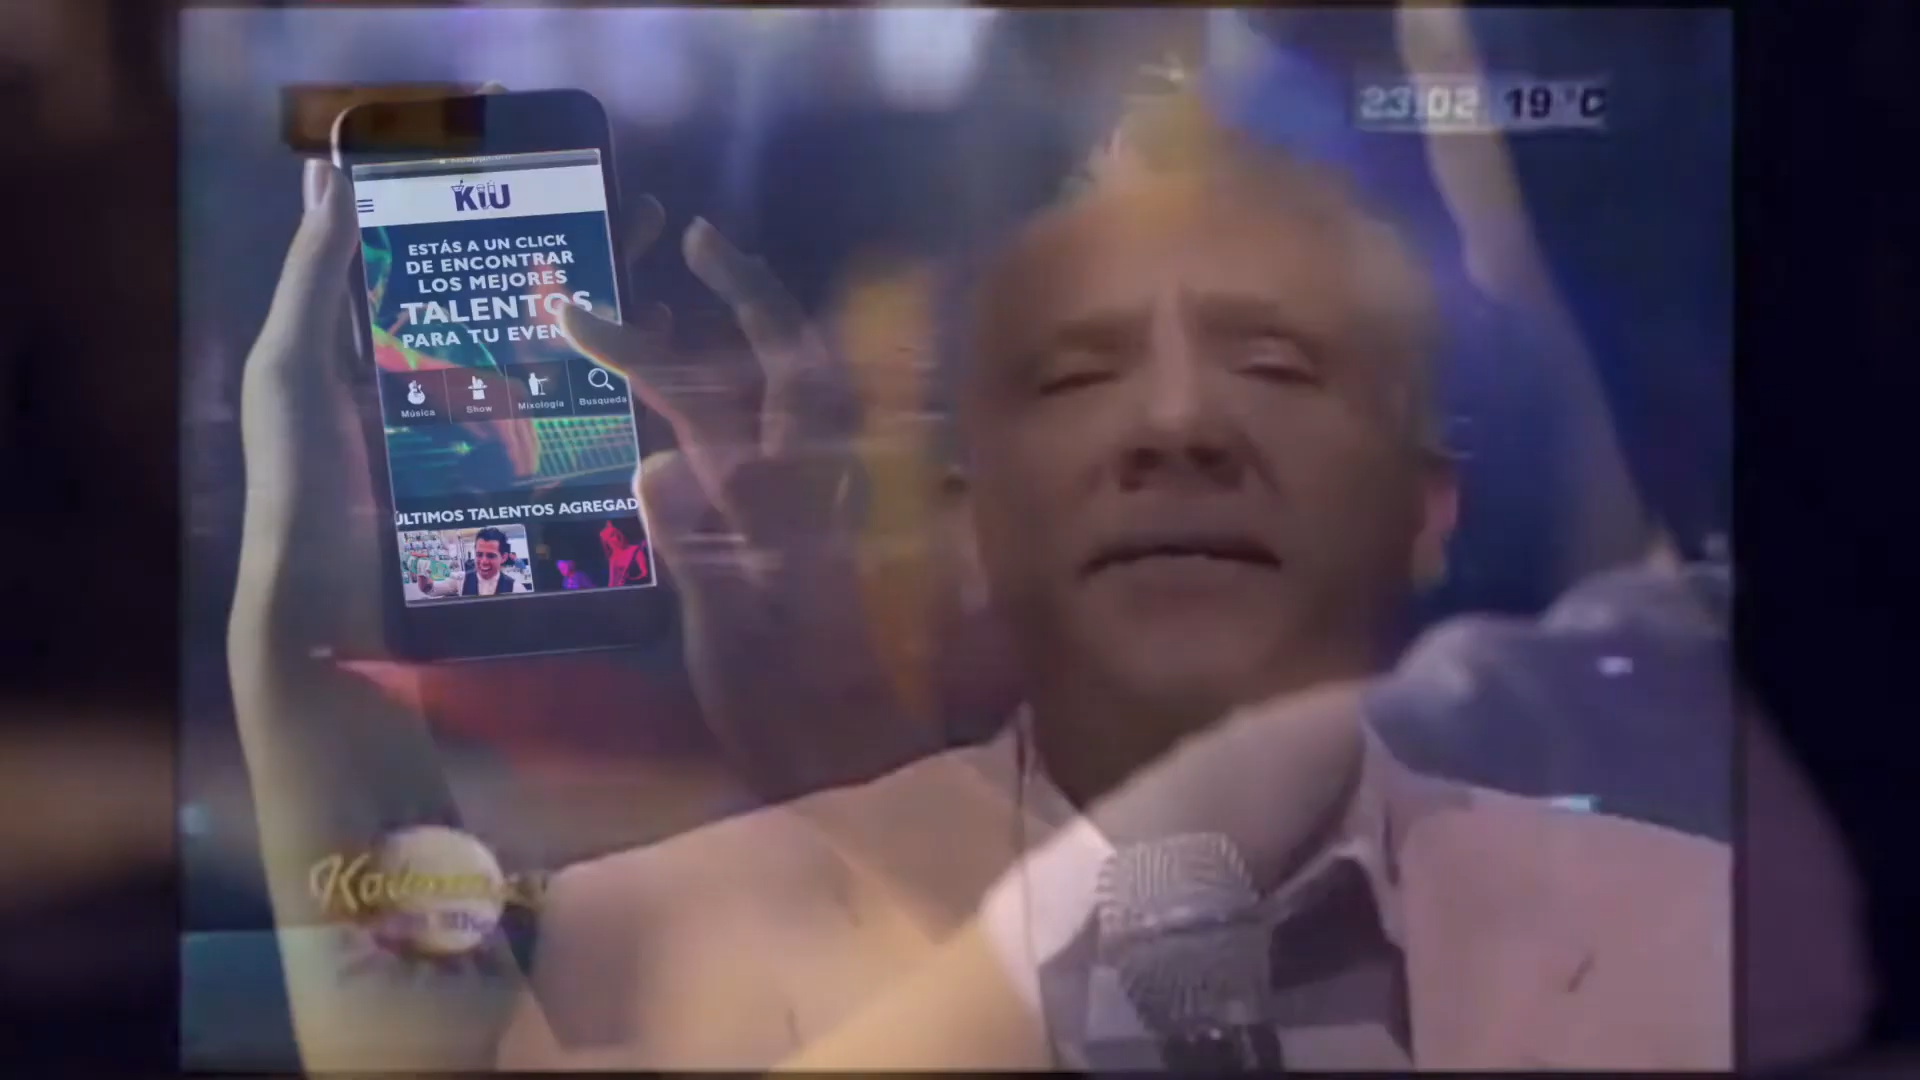 23:02 19°C
KIU
ESTÁS A UN CLICK
DE ENCONTRAR
LOS MEJORES
TALENTOS
PARA TU EVEN
Música
Show
Mixología
Busqueda
ÚLTIMOS TALENTOS AGREGAD